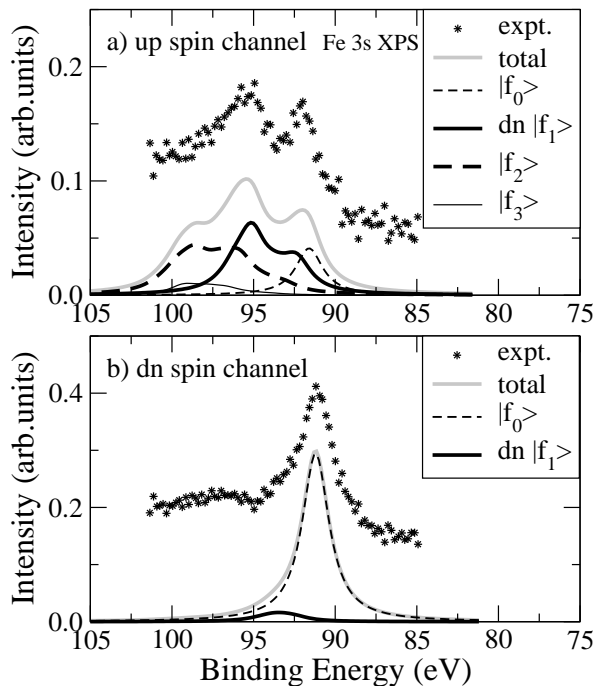 a) up spin channel Fe 3s XPS
expt.
total
|f₀>
dn |f₁>
|f₂>
|f₃>
Intensity (arb.units)
0.2
0.1
0.0
105 100 95 90 85 80 75
b) dn spin channel
expt.
total
|f₀>
dn |f₁>
Intensity (arb.units)
0.4
0.2
0.0
105 100 95 90 85 80 75
Binding Energy (eV)